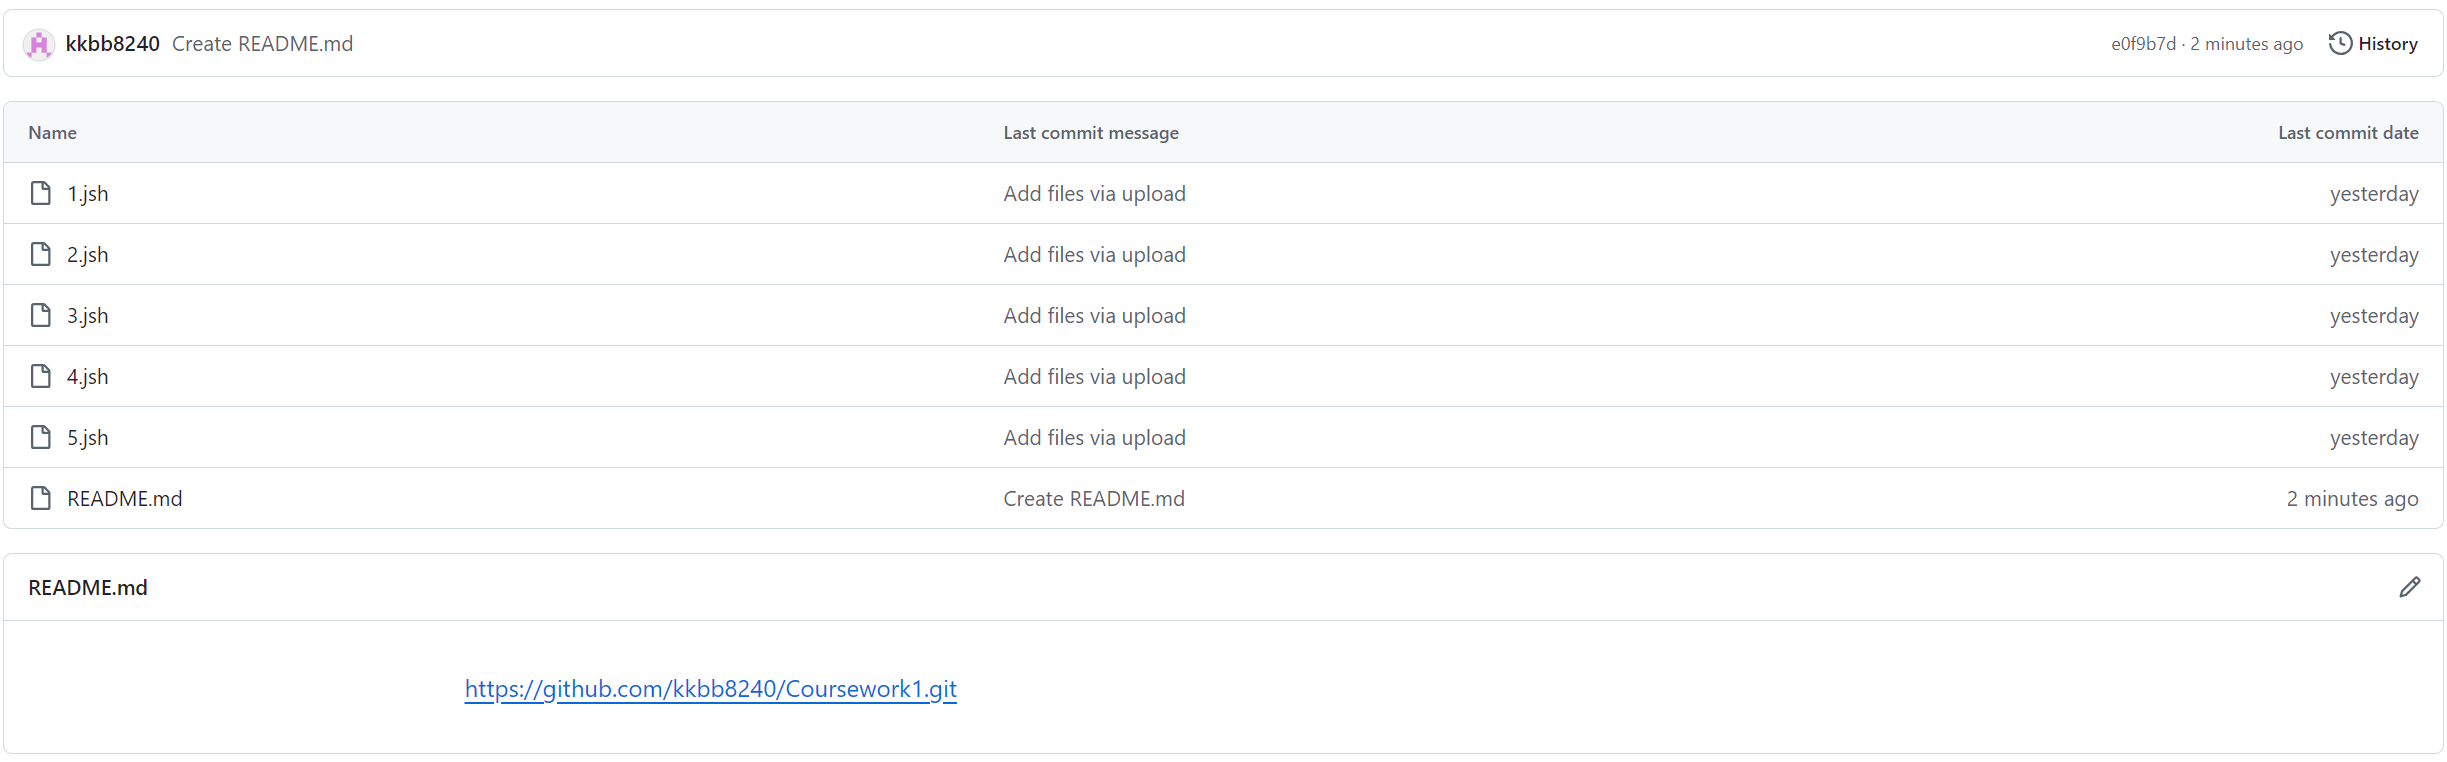 kkbb8240 Create README.md e0f9b7d · 2 minutes ago History
Name Last commit message Last commit date
1.jsh Add files via upload yesterday
2.jsh Add files via upload yesterday
3.jsh Add files via upload yesterday
4.jsh Add files via upload yesterday
5.jsh Add files via upload yesterday
README.md Create README.md 2 minutes ago
README.md
https://github.com/kkbb8240/Coursework1.git